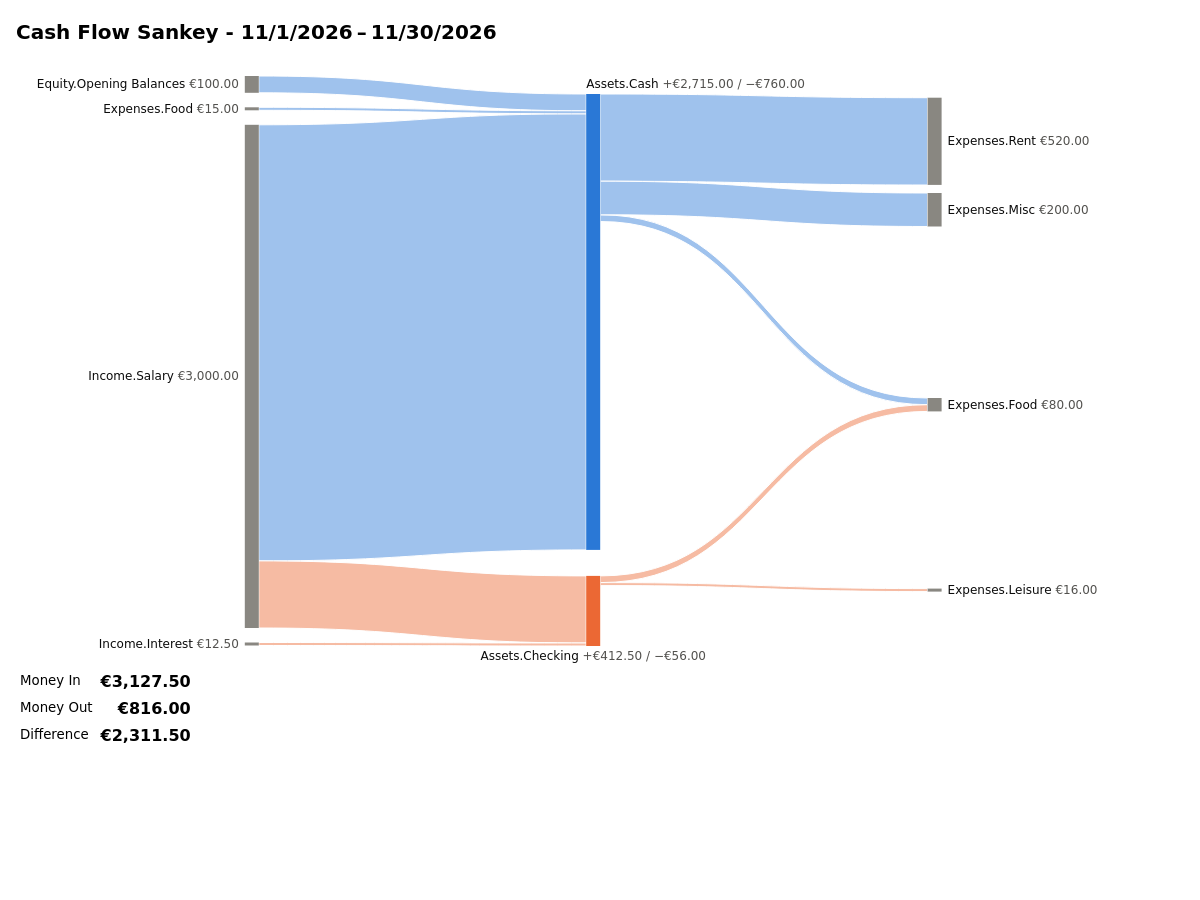 Cash Flow Sankey - 11/1/2026 – 11/30/2026
Equity.Opening Balances €100.00
Assets.Cash +€2,715.00 / −€760.00
Expenses.Food €15.00
Expenses.Rent €520.00
Expenses.Misc €200.00
Income.Salary €3,000.00
Expenses.Food €80.00
Expenses.Leisure €16.00
Income.Interest €12.50
Assets.Checking +€412.50 / −€56.00
Money In €3,127.50
Money Out €816.00
Difference €2,311.50